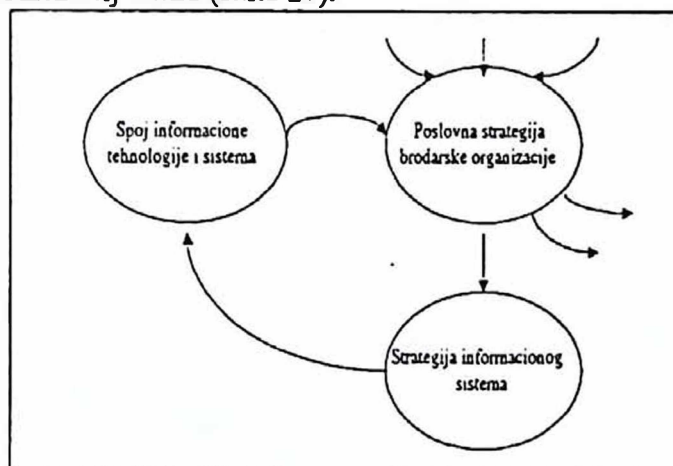 Spoj informacione
tehnologije i sistema
Poslovna strategija
brodarske organizacije
Strategija informacionog
sistema